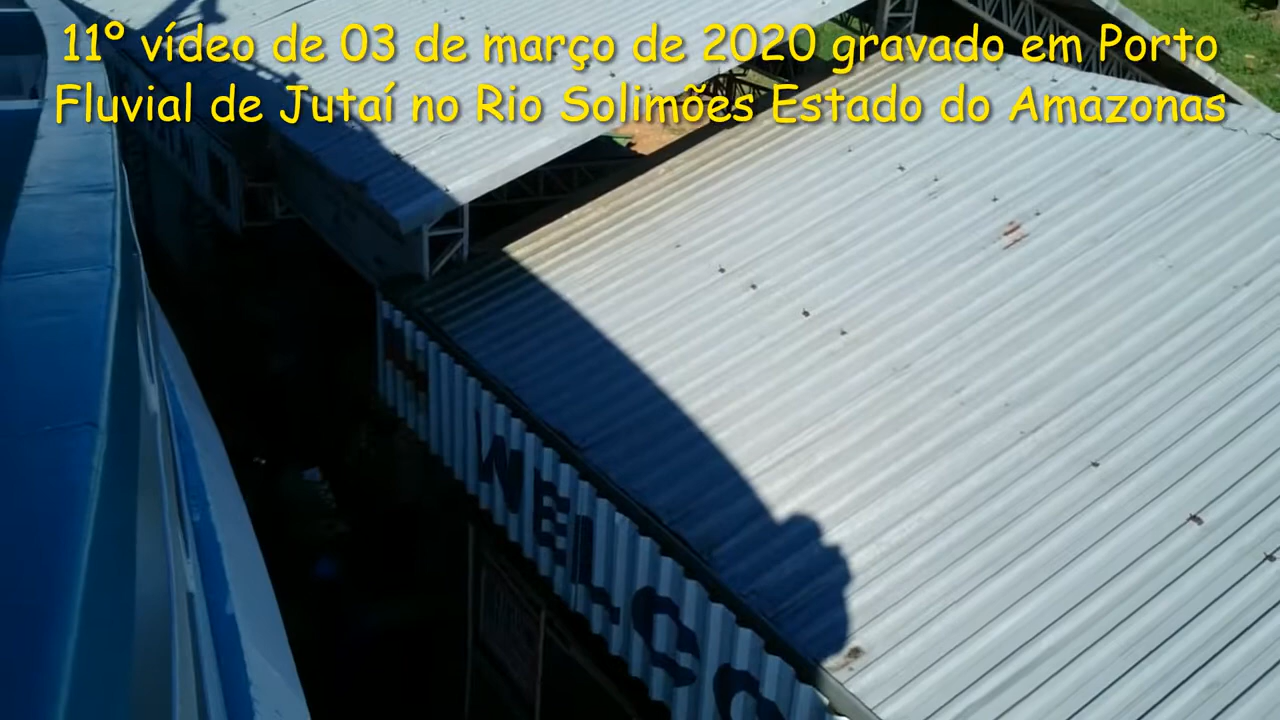 11º vídeo de 03 de março de 2020 gravado em Porto
Fluvial de Jutaí no Rio Solimões Estado do Amazonas